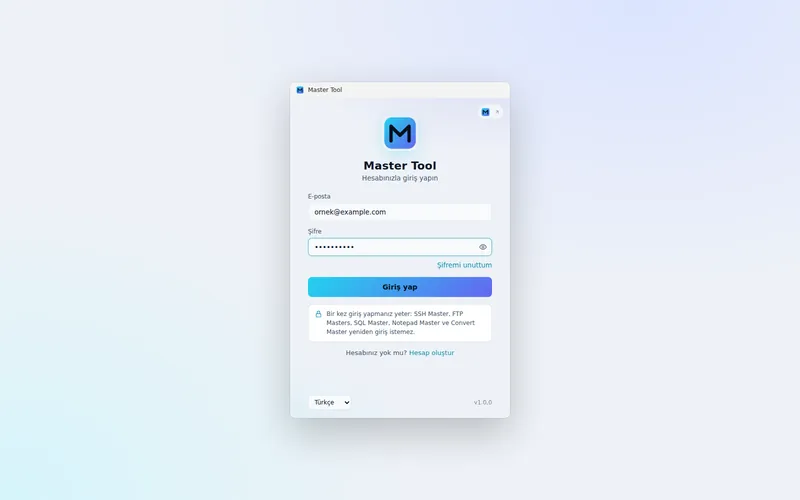 Master Tool
Master Tool
Hesabınızla giriş yapın
E-posta
ornek@example.com
Şifre
••••••••••
Şifremi unuttum
Giriş yap
Bir kez giriş yapmanız yeter: SSH Master, FTP
Masters, SQL Master, Notepad Master ve Convert
Master yeniden giriş istemez.
Hesabınız yok mu? Hesap oluştur
Türkçe
v1.0.0